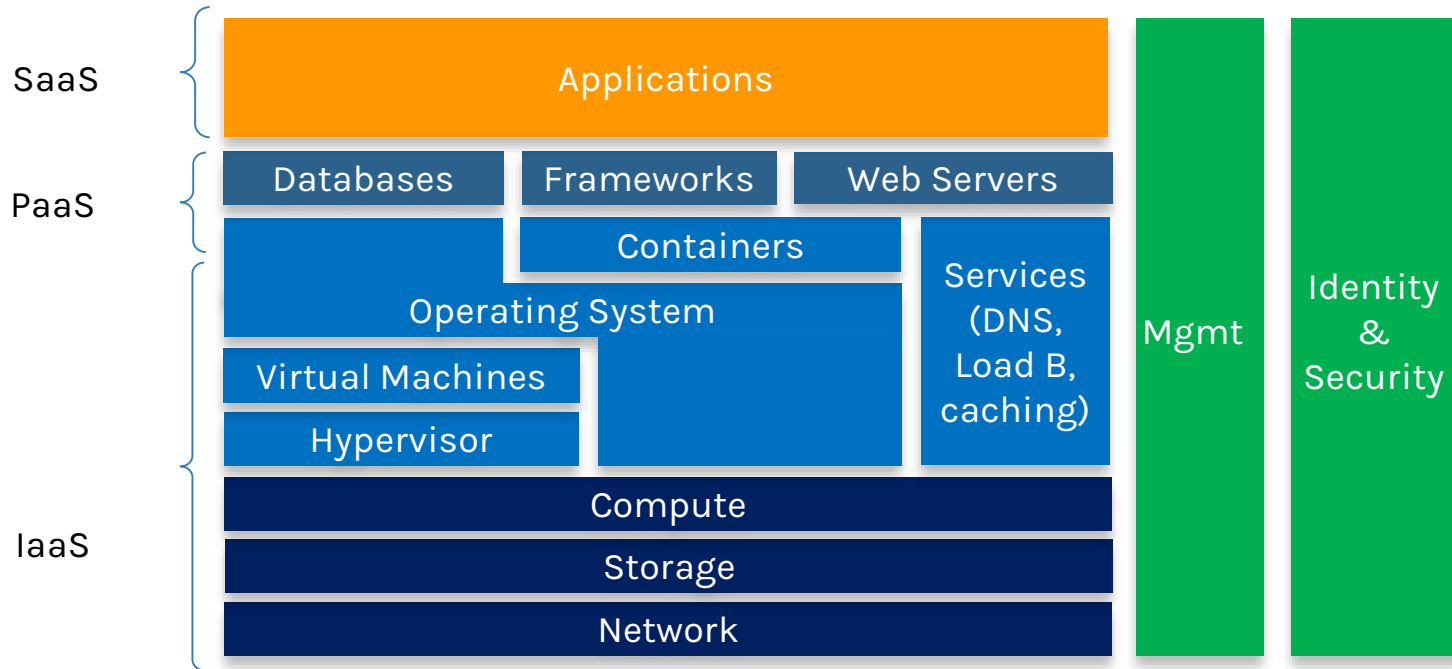 SaaS
Applications
PaaS
Databases
Frameworks
Web Servers
Containers
Operating System
Services
(DNS,
Load B,
caching)
Virtual Machines
Hypervisor
IaaS
Compute
Storage
Network
Mgmt
Identity
&
Security